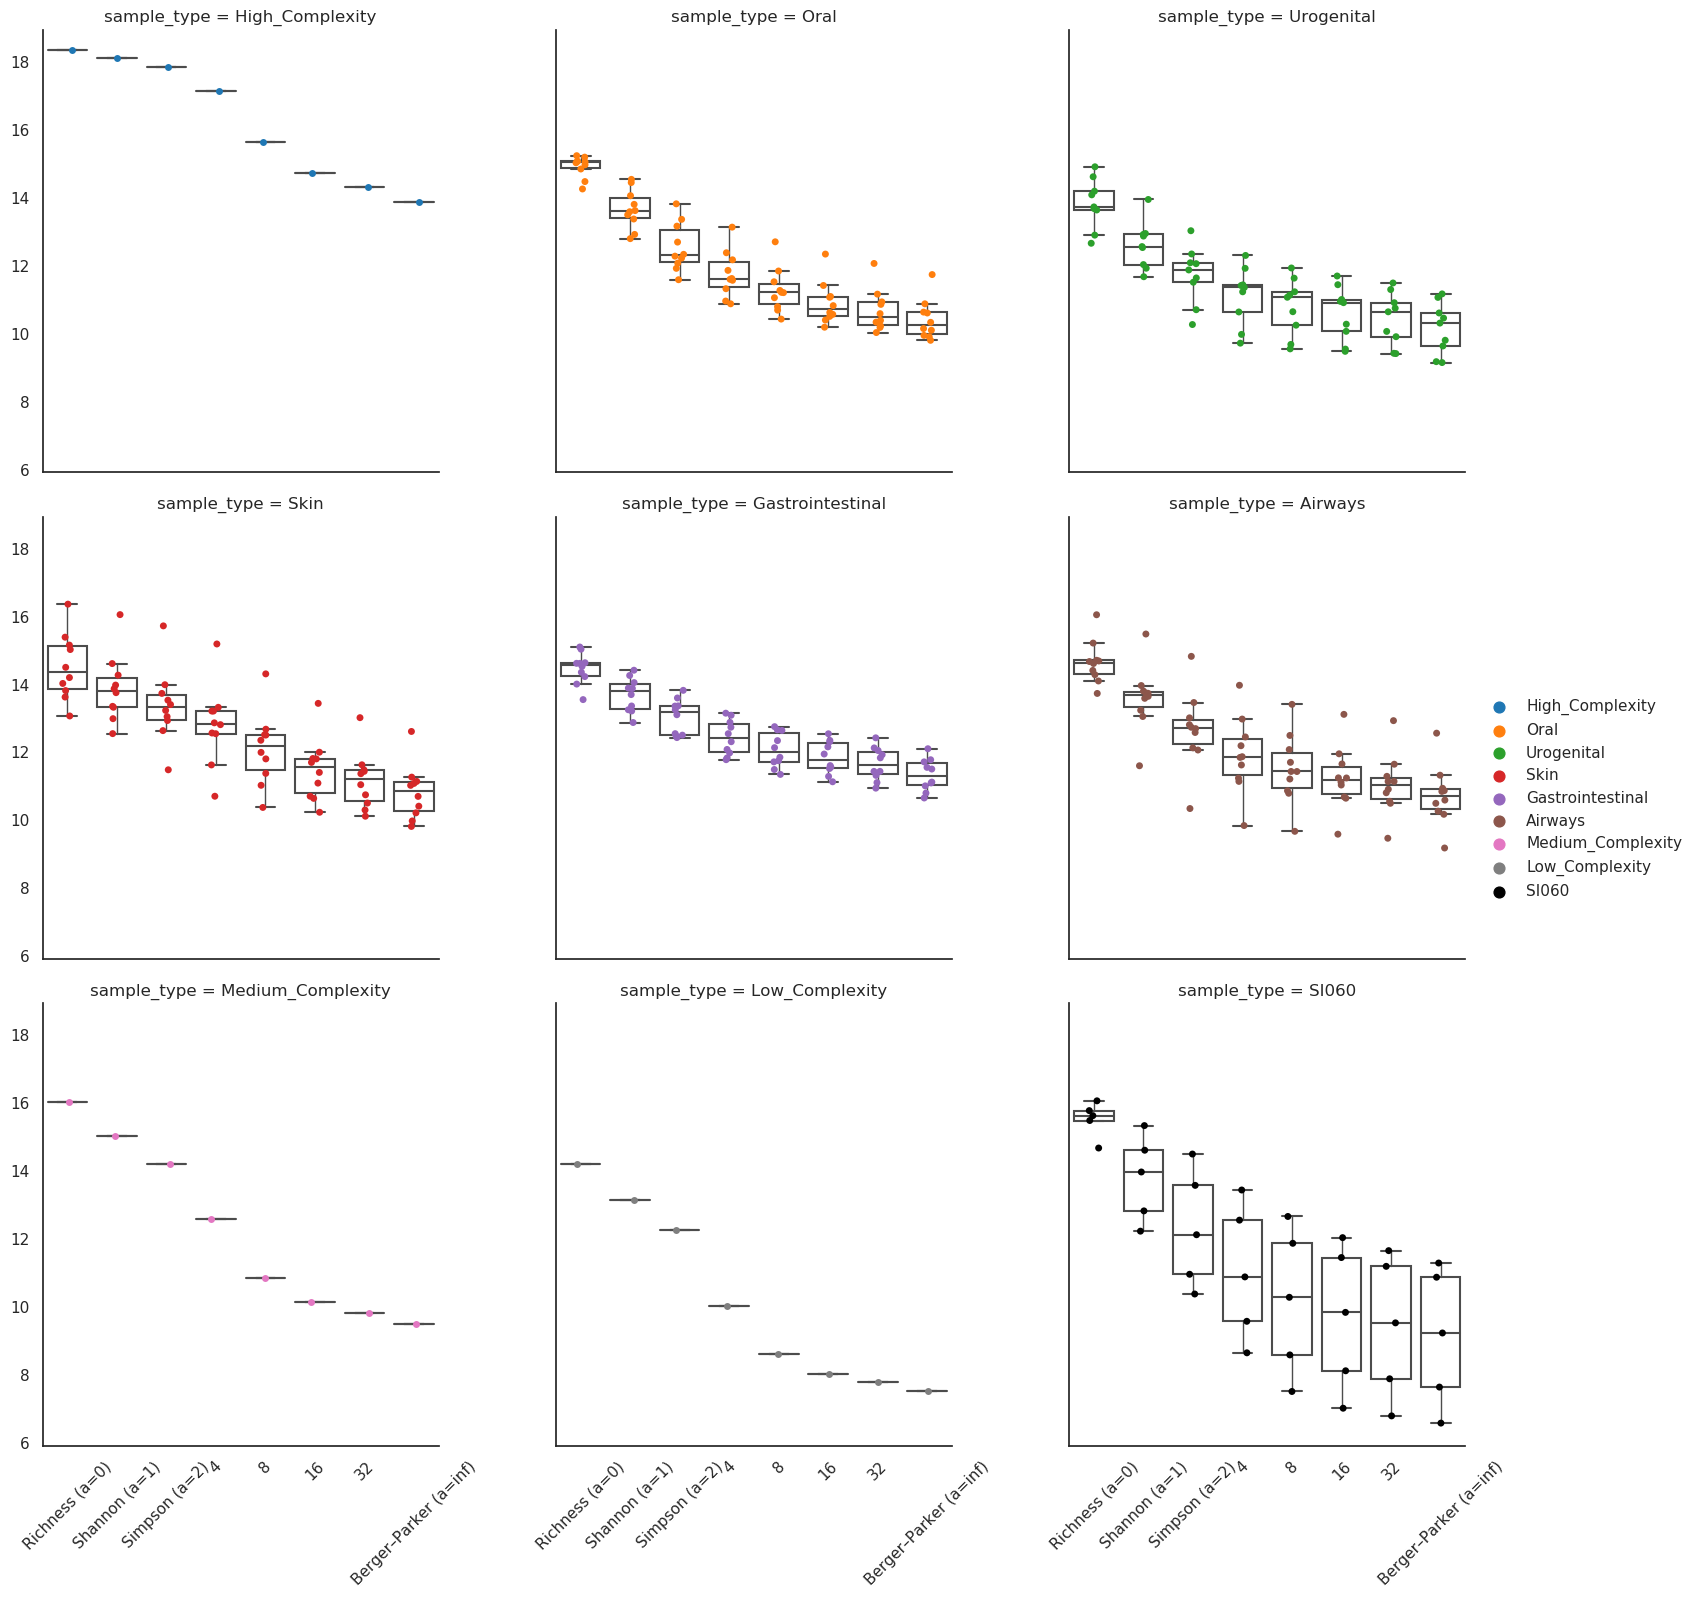 sample_type = High_Complexity
sample_type = Oral
sample_type = Urogenital
18
16
14
12
10
8
6
sample_type = Skin
sample_type = Gastrointestinal
sample_type = Airways
18
16
14
12
10
8
6
High_Complexity
Oral
Urogenital
Skin
Gastrointestinal
Airways
Medium_Complexity
Low_Complexity
SI060
sample_type = Medium_Complexity
sample_type = Low_Complexity
sample_type = SI060
18
16
14
12
10
8
6
Richness (a=0)
Shannon (a=1)
Simpson (a=2)
4
8
16
32
Berger–Parker (a=inf)
Richness (a=0)
Shannon (a=1)
Simpson (a=2)
4
8
16
32
Berger–Parker (a=inf)
Richness (a=0)
Shannon (a=1)
Simpson (a=2)
4
8
16
32
Berger–Parker (a=inf)